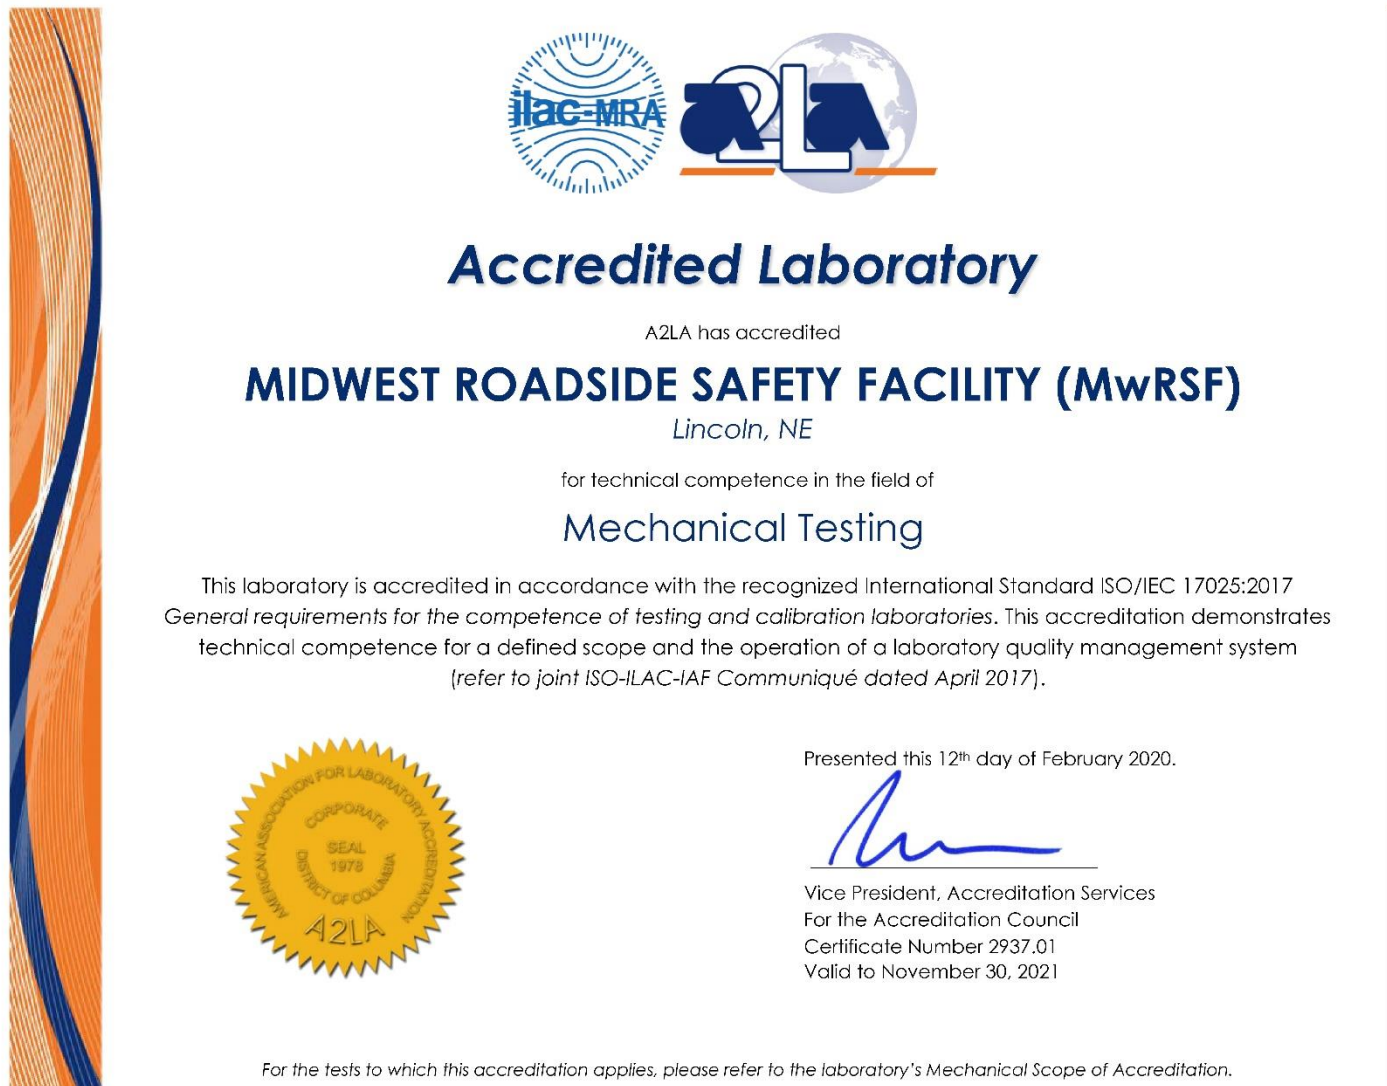 ilac-MRA
a2La
Accredited Laboratory
A2LA has accredited
MIDWEST ROADSIDE SAFETY FACILITY (MwRSF)
Lincoln, NE
for technical competence in the field of
Mechanical Testing
This laboratory is accredited in accordance with the recognized International Standard ISO/IEC 17025:2017
General requirements for the competence of testing and calibration laboratories. This accreditation demonstrates
technical competence for a defined scope and the operation of a laboratory quality management system
(refer to joint ISO-ILAC-IAF Communiqué dated April 2017).
AMERICAN ASSOCIATION FOR LABORATORY ACCREDITATION
CORPORATE
SEAL
1978
DISTRICT OF COLUMBIA
A2LA
Presented this 12th day of February 2020.
Vice President, Accreditation Services
For the Accreditation Council
Certificate Number 2937.01
Valid to November 30, 2021
For the tests to which this accreditation applies, please refer to the laboratory's Mechanical Scope of Accreditation.